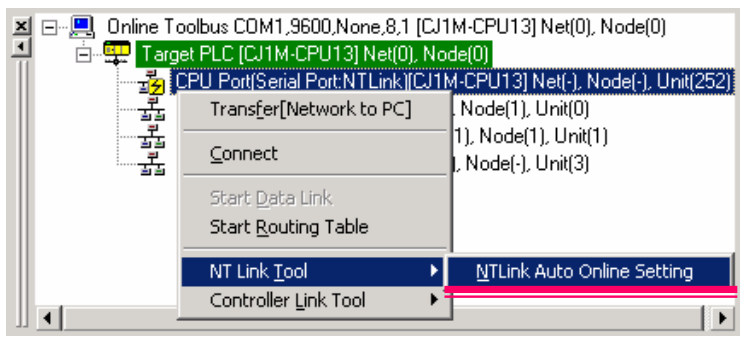 Online Toolbus COM1,9600,None,8,1 [CJ1M-CPU13] Net(0), Node(0)
Target PLC [CJ1M-CPU13] Net(0), Node(0)
CPU Port(Serial Port:NTLink)[CJ1M-CPU13] Net(-), Node(-), Unit(252)
Transfer[Network to PC]
, Node(1), Unit(0)
1), Node(1), Unit(1)
Connect
), Node(-), Unit(3)
Start Data Link
Start Routing Table
NT Link Tool
NTLink Auto Online Setting
Controller Link Tool